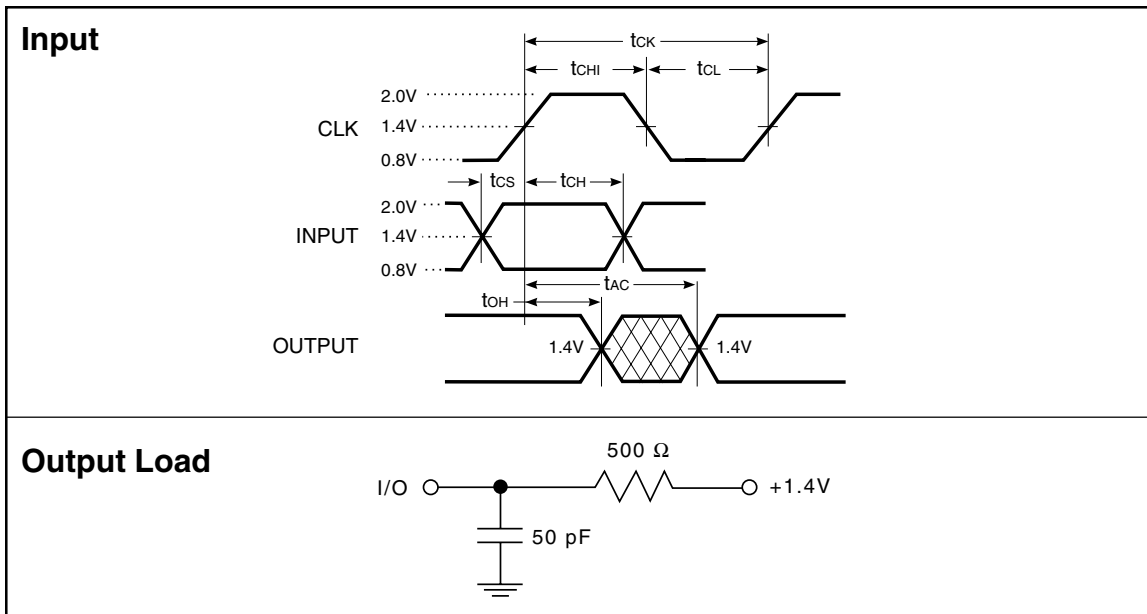 Input
tCK
tCHI tCL
2.0V
CLK 1.4V
0.8V
tCS tCH
2.0V
INPUT 1.4V
0.8V
tAC
tOH
OUTPUT 1.4V 1.4V
Output Load
500 Ω
I/O +1.4V
50 pF